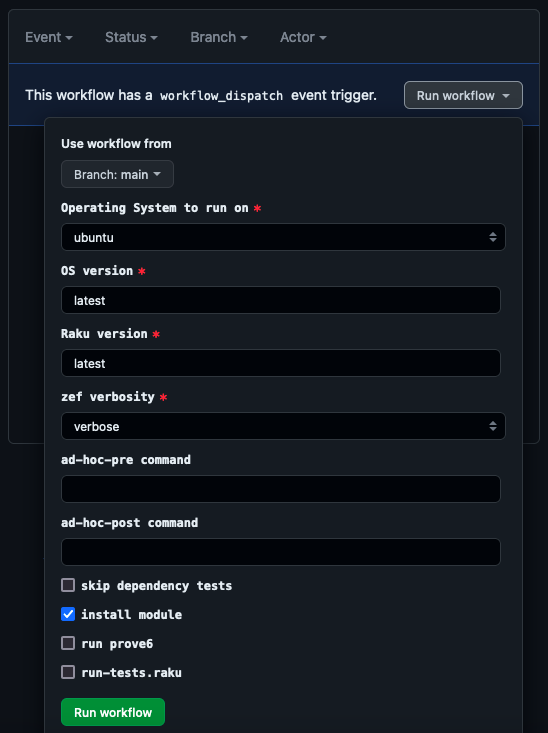 Event Status Branch Actor
This workflow has a workflow_dispatch event trigger. Run workflow
Use workflow from
Branch: main
Operating System to run on *
ubuntu
OS version *
latest
Raku version *
latest
zef verbosity *
verbose
ad-hoc-pre command
ad-hoc-post command
skip dependency tests
install module
run prove6
run-tests.raku
Run workflow